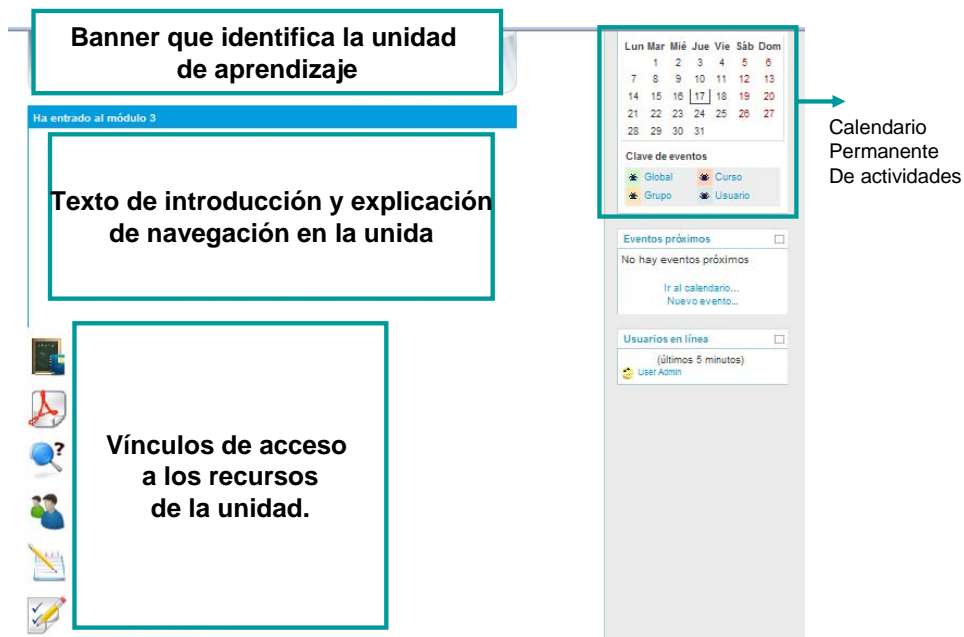 Banner que identifica la unidad
de aprendizaje
Ha entrado al módulo 3
Texto de introducción y explicación
de navegación en la unida
Vínculos de acceso
a los recursos
de la unidad.
Lun Mar Mié Jue Vie Sáb Dom
1 2 3 4 5 6
7 8 9 10 11 12 13
14 15 16 17 18 19 20
21 22 23 24 25 26 27
28 29 30 31
Clave de eventos
Global Curso
Grupo Usuario
Calendario
Permanente
De actividades
Eventos próximos
No hay eventos próximos
Ir al calendario...
Nuevo evento...
Usuarios en línea
(últimos 5 minutos)
User Admin